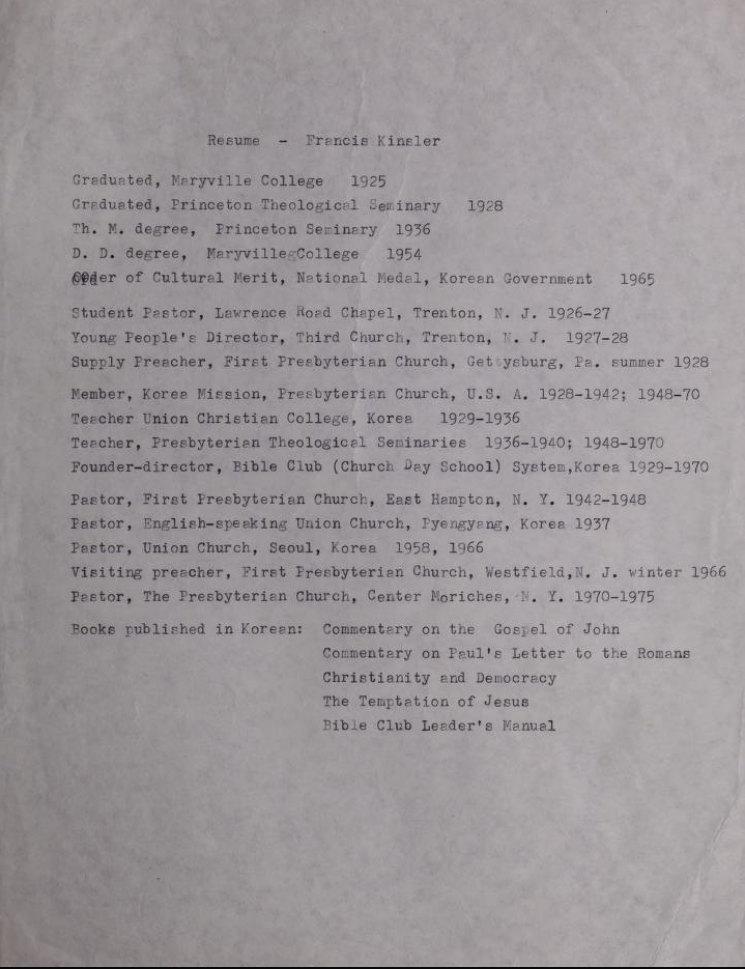 Resume - Francis Kinsler
Graduated, Maryville College 1925
Graduated, Princeton Theological Seminary 1928
Th. M. degree, Princeton Seminary 1936
D. D. degree, Maryville College 1954
Order of Cultural Merit, National Medal, Korean Government 1965
Student Pastor, Lawrence Road Chapel, Trenton, N. J. 1926-27
Young People's Director, Third Church, Trenton, N. J. 1927-28
Supply Preacher, First Presbyterian Church, Gettysburg, Pa. summer 1928
Member, Korea Mission, Presbyterian Church, U.S. A. 1928-1942; 1948-70
Teacher Union Christian College, Korea 1929-1936
Teacher, Presbyterian Theological Seminaries 1936-1940; 1948-1970
Founder-director, Bible Club (Church Day School) System,Korea 1929-1970
Pastor, First Presbyterian Church, East Hampton, N. Y. 1942-1948
Pastor, English-speaking Union Church, Pyengyang, Korea 1937
Pastor, Union Church, Seoul, Korea 1958, 1966
Visiting preacher, First Presbyterian Church, Westfield,N. J. winter 1966
Pastor, The Presbyterian Church, Center Moriches, N. Y. 1970-1975
Books published in Korean: Commentary on the Gospel of John
Commentary on Paul's Letter to the Romans
Christianity and Democracy
The Temptation of Jesus
Bible Club Leader's Manual